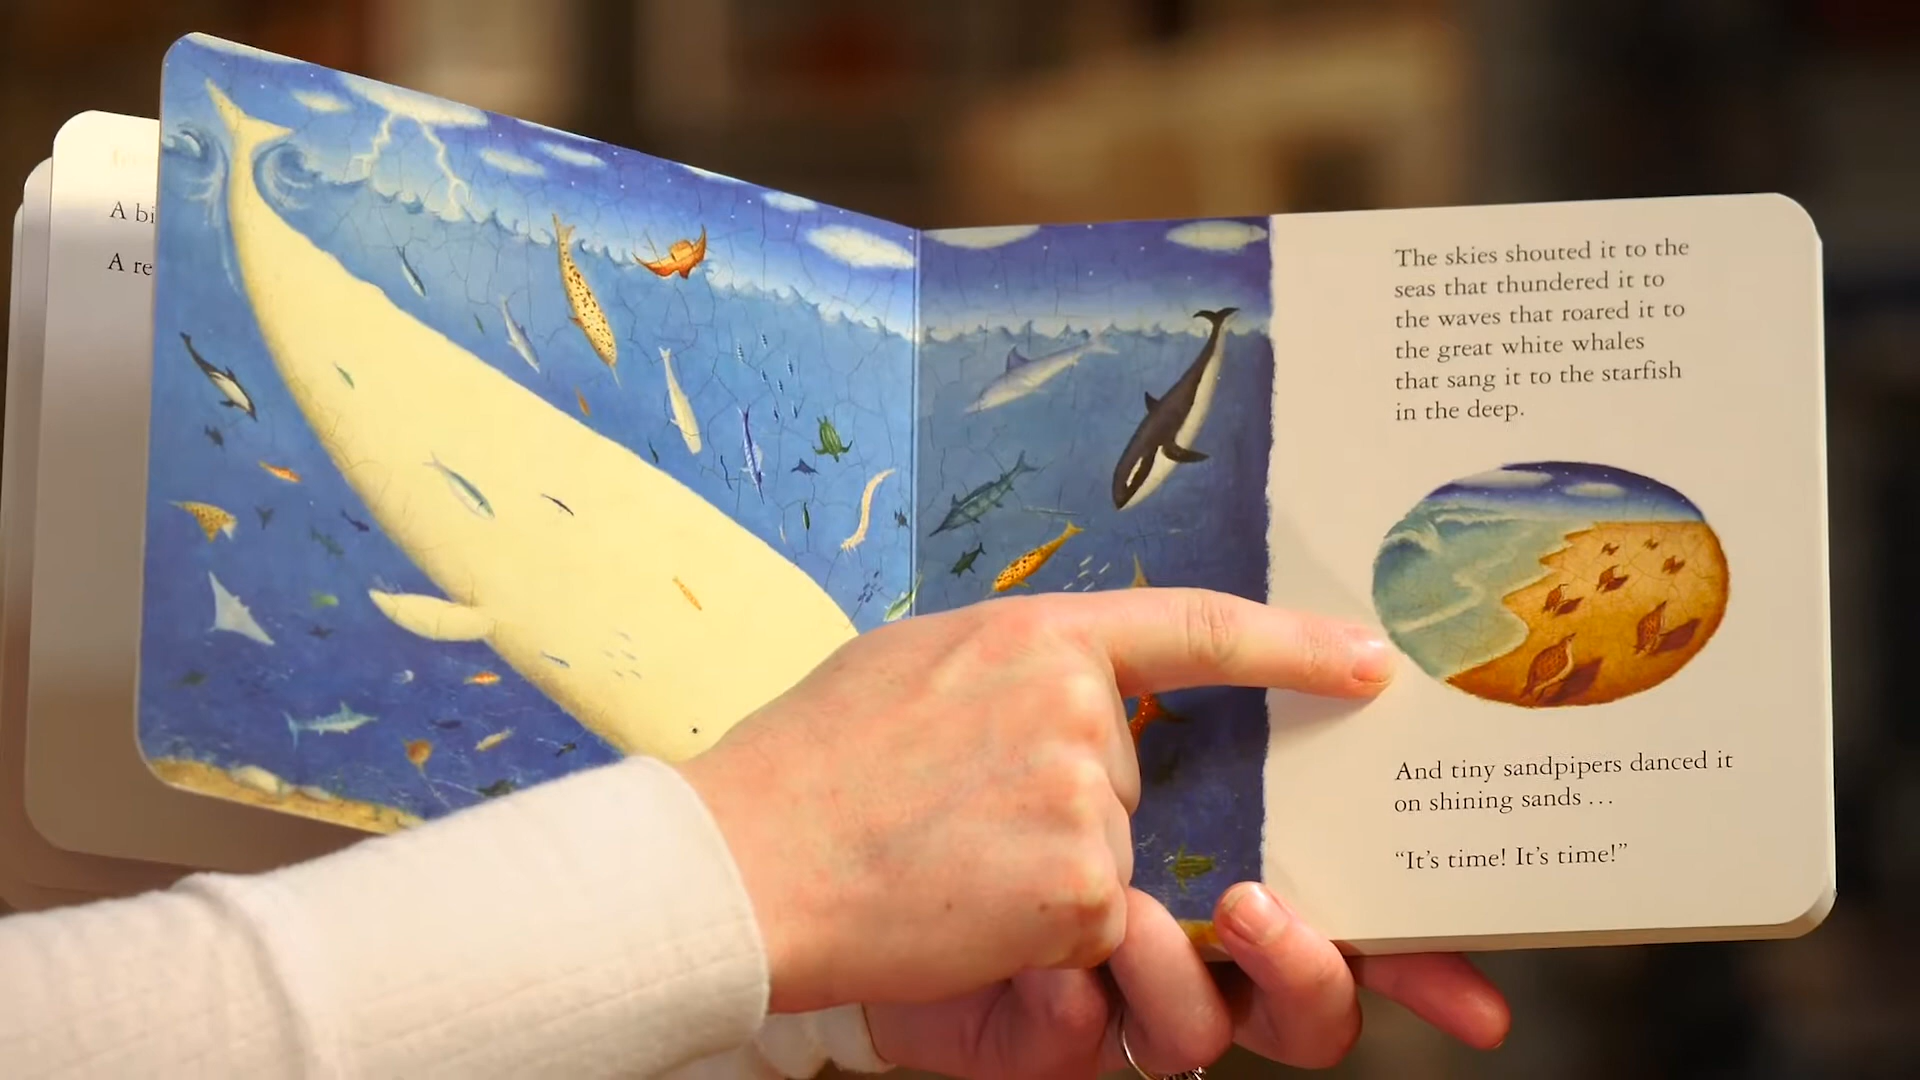 A bi
A re
The skies shouted it to the
seas that thundered it to
the waves that roared it to
the great white whales
that sang it to the starfish
in the deep.
And tiny sandpipers danced it
on shining sands ...
“It's time! It's time!”